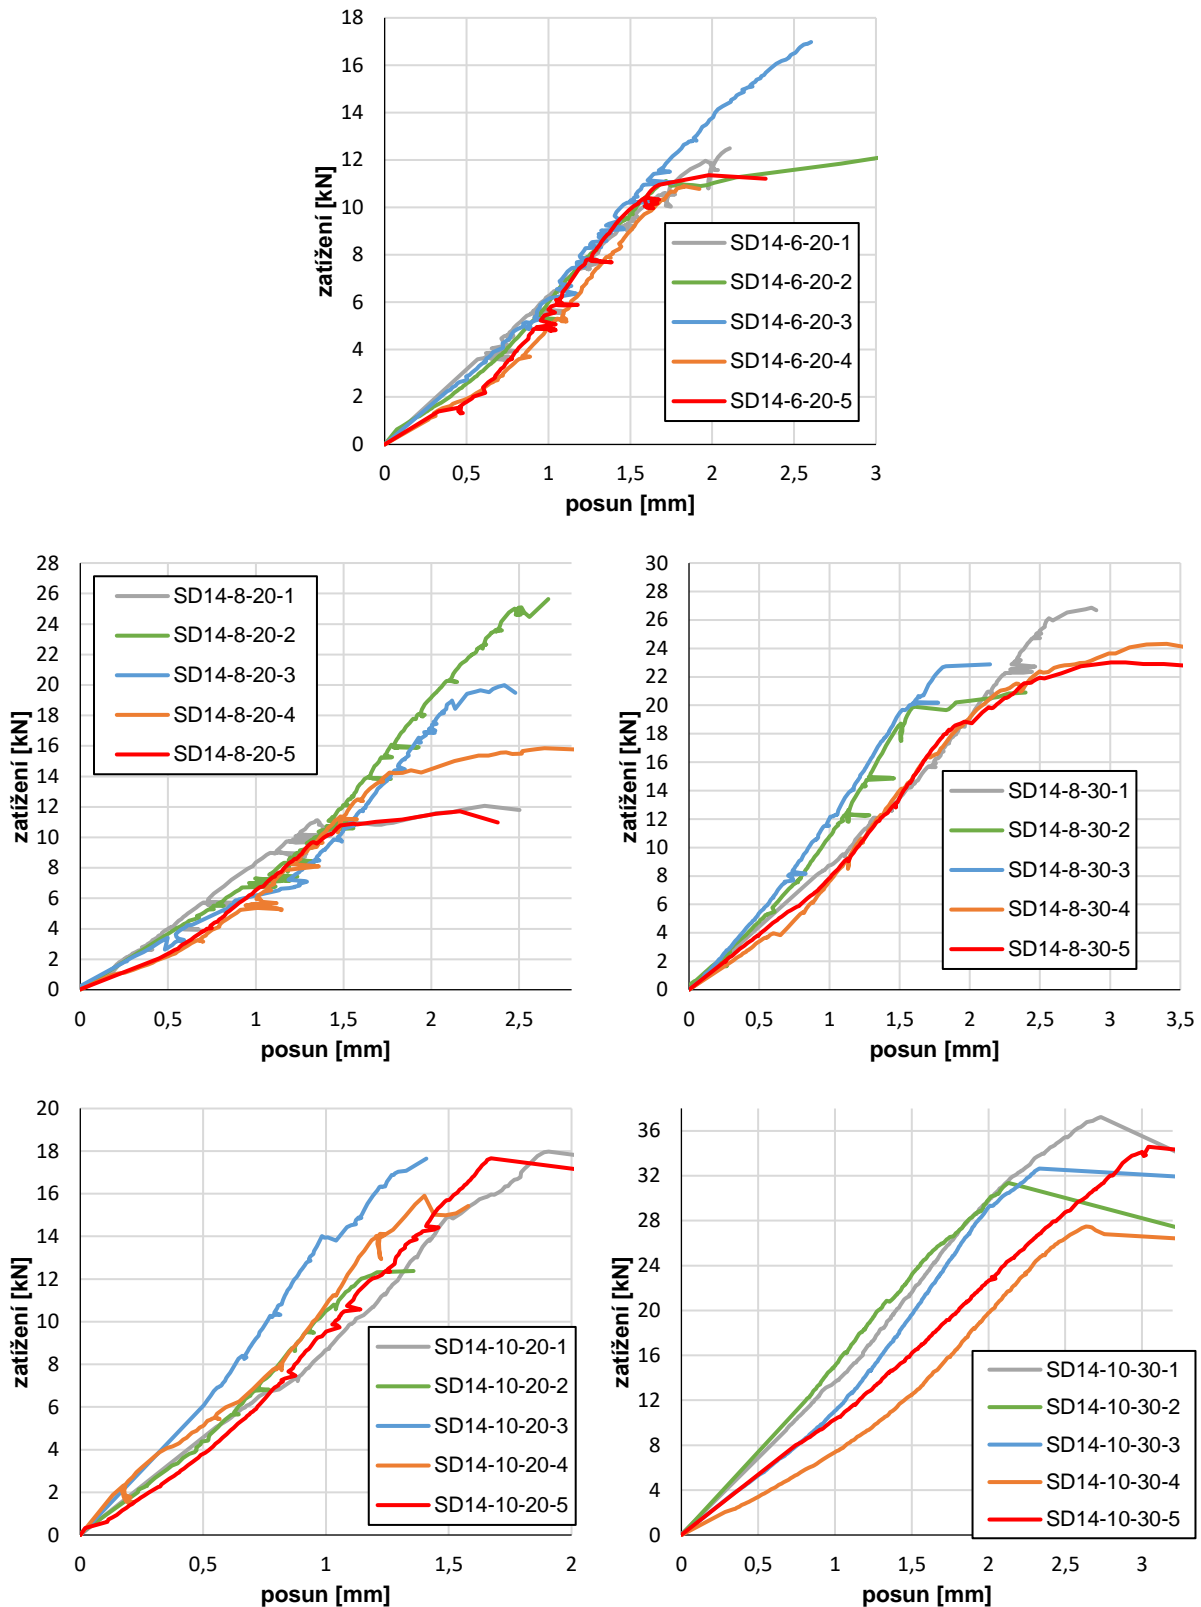 18
16
14
12
10
8
6
4
2
0
zatížení [kN]
SD14-6-20-1
SD14-6-20-2
SD14-6-20-3
SD14-6-20-4
SD14-6-20-5
0 0,5 1 1,5 2 2,5 3
posun [mm]
28
26
24
22
20
18
16
14
12
10
8
6
4
2
0
zatížení [kN]
SD14-8-20-1
SD14-8-20-2
SD14-8-20-3
SD14-8-20-4
SD14-8-20-5
0 0,5 1 1,5 2 2,5
posun [mm]
30
28
26
24
22
20
18
16
14
12
10
8
6
4
2
0
zatížení [kN]
SD14-8-30-1
SD14-8-30-2
SD14-8-30-3
SD14-8-30-4
SD14-8-30-5
0 0,5 1 1,5 2 2,5 3 3,5
posun [mm]
20
18
16
14
12
10
8
6
4
2
0
zatížení [kN]
SD14-10-20-1
SD14-10-20-2
SD14-10-20-3
SD14-10-20-4
SD14-10-20-5
0 0,5 1 1,5 2
posun [mm]
36
32
28
24
20
16
12
8
4
0
zatížení [kN]
SD14-10-30-1
SD14-10-30-2
SD14-10-30-3
SD14-10-30-4
SD14-10-30-5
0 0,5 1 1,5 2 2,5 3
posun [mm]